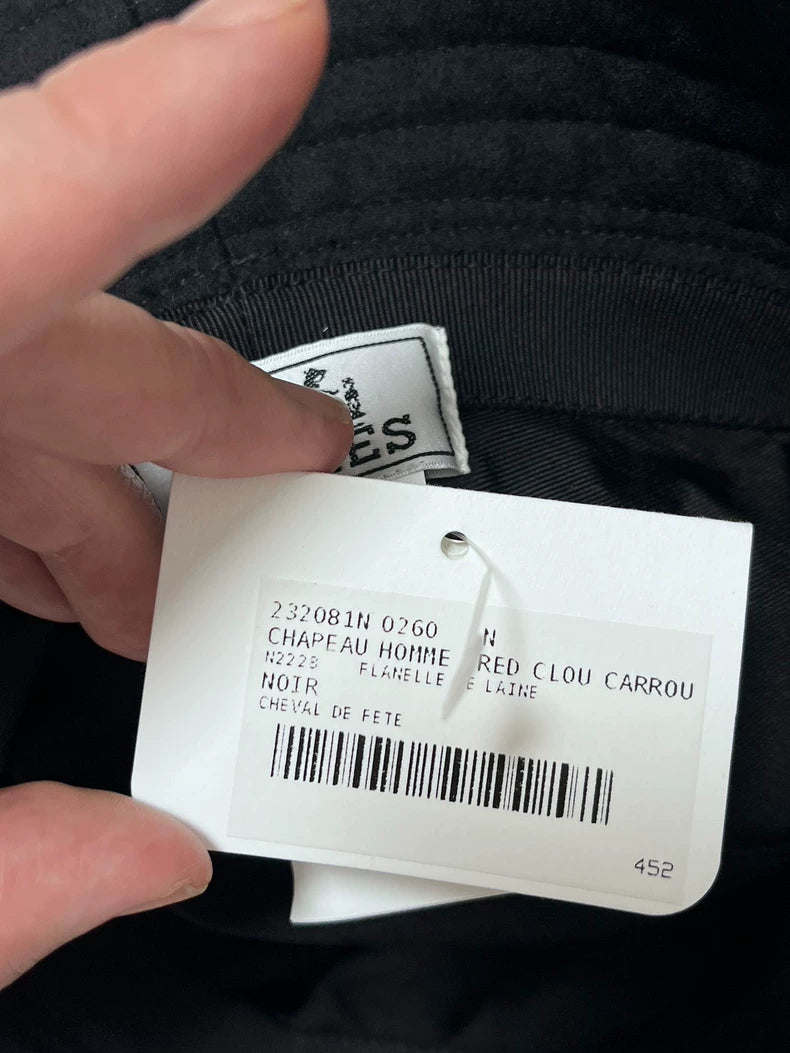 ES
232081N 0260 N
CHAPEAU HOMME RED CLOU CARROU
N2228 FLANELLE E LAINE
NOIR
CHEVAL DE FETE
452